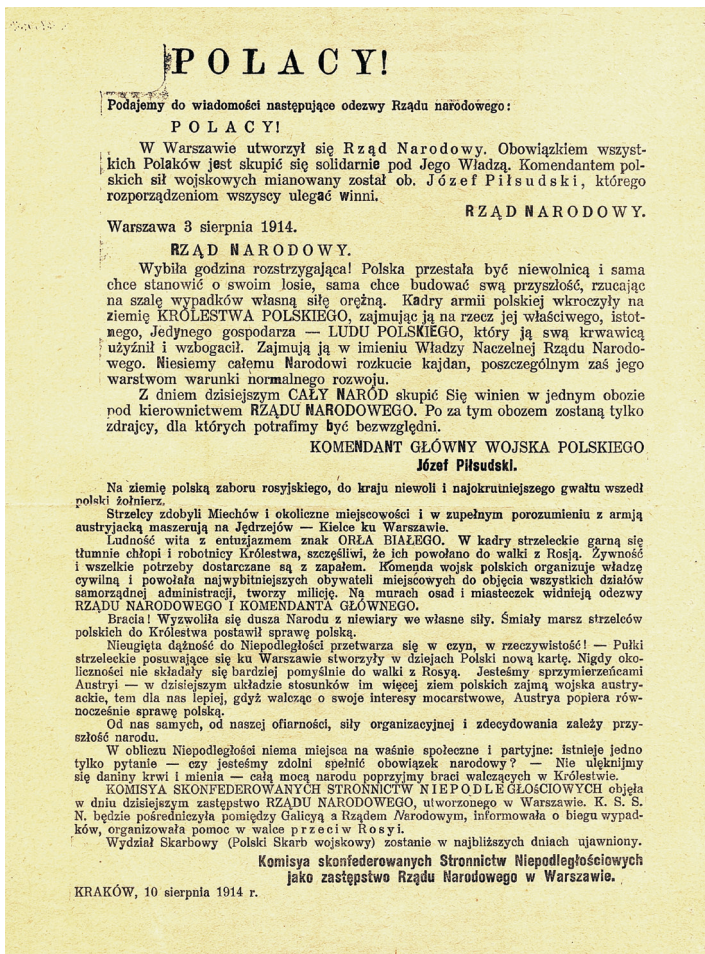 POLACY!
Podajemy do wiadomości następujące odezwy Rządu narodowego:
POLACY!
W Warszawie utworzył się Rząd Narodowy. Obowiązkiem wszyst-
kich Polaków jest skupić się solidarnie pod Jego Władzą. Komendantem pol-
skich sił wojskowych mianowany został ob. Józef Piłsudski, którego
rozporządzeniom wszyscy ulegać winni.
RZĄD NARODOWY.
Warszawa 3 sierpnia 1914.
RZĄD NARODOWY.
Wybiła godzina rozstrzygająca! Polska przestała być niewolnicą i sama
chce stanowić o swoim losie, sama chce budować swą przyszłość, rzucając
na szalę wypadków własną siłę orężną. Kadry armii polskiej wkroczyły na
ziemię KRÓLESTWA POLSKIEGO, zajmując ją na rzecz jej właściwego, istot-
nego, Jedynego gospodarza — LUDU POLSKIEGO, który ją swą krwawicą
użyźnił i wzbogacił. Zajmują ją w imieniu Władzy Naczelnej Rządu Narodo-
wego. Niesiemy całemu Narodowi rozkucie kajdan, poszczególnym zaś jego
warstwom warunki normalnego rozwoju.
Z dniem dzisiejszym CAŁY NARÓD skupić Się winien w jednym obozie
pod kierownictwem RZĄDU NARODOWEGO. Po za tym obozem zostaną tylko
zdrajcy, dla których potrafimy być bezwzględni.
KOMENDANT GŁÓWNY WOJSKA POLSKIEGO
Józef Piłsudski.
Na ziemię polską zaboru rosyjskiego, do kraju niewoli i najokrutniejszego gwałtu wszedł
polski żołnierz.
Strzelcy zdobyli Miechów i okoliczne miejscowości i w zupełnym porozumieniu z armją
austryjacką maszerują na Jędrzejów — Kielce ku Warszawie.
Ludność wita z entuzjazmem znak ORŁA BIAŁEGO. W kadry strzeleckie garną się
tłumnie chłopi i robotnicy Królestwa, szczęśliwi, że ich powołano do walki z Rosją. Żywność
i wszelkie potrzeby dostarczane są z zapałem. Komenda wojsk polskich organizuje władzę
cywilną i powołała najwybitniejszych obywateli miejscowych do objęcia wszystkich działów
samorządnej administracji, tworzy milicję. Na murach osad i miasteczek widnieją odezwy
RZĄDU NARODOWEGO I KOMENDANTA GŁÓWNEGO.
Bracia! Wyzwoliła się dusza Narodu z niewiary we własne siły. Śmiały marsz strzelców
polskich do Królestwa postawił sprawę polską.
Nieugięta dążność do Niepodległości przetwarza się w czyn, w rzeczywistość! — Pułki
strzeleckie posuwające się ku Warszawie stworzyły w dziejach Polski nową kartę. Nigdy oko-
liczności nie składały się bardziej pomyślnie do walki z Rosyą. Jesteśmy sprzymierzeńcami
Austryi — w dzisiejszym układzie stosunków im więcej ziem polskich zajmą wojska austry-
ackie, tem dla nas lepiej, gdyż walcząc o swoje interesy mocarstwowe, Austrya popiera rów-
nocześnie sprawę polską.
Od nas samych, od naszej ofiarności, siły organizacyjnej i zdecydowania zależy przy-
szłość narodu.
W obliczu Niepodległości niema miejsca na waśnie społeczne i partyjne: istnieje jedno
tylko pytanie — czy jesteśmy zdolni spełnić obowiązek narodowy? — Nie ulęknijmy
się daniny krwi i mienia — całą mocą narodu poprzyjmy braci walczących w Królestwie.
KOMISYA SKONFEDEROWANYCH STRONNICTW NIEPODLEGŁOŚCIOWYCH objęła
w dniu dzisiejszym zastępstwo RZĄDU NARODOWEGO, utworzonego w Warszawie. K. S. S.
N. będzie pośredniczyła pomiędzy Galicyą a Rządem Narodowym, informowała o biegu wypad-
ków, organizowała pomoc w walce przeciw Rosyi.
Wydział Skarbowy (Polski Skarb wojskowy) zostanie w najbliższych dniach ujawniony.
Komisya skonfederowanych Stronnictw Niepodległościowych
jako zastępstwo Rządu Narodowego w Warszawie.
KRAKÓW, 10 sierpnia 1914 r.